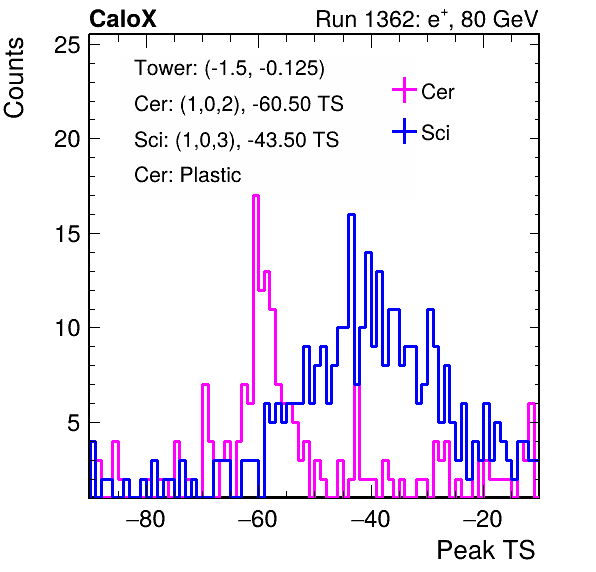 CaloX
Run 1362: e+, 80 GeV
Counts
25
20
15
10
5
Tower: (-1.5, -0.125)
Cer: (1,0,2), -60.50 TS
Sci: (1,0,3), -43.50 TS
Cer: Plastic
Cer
Sci
−80
−60
−40
−20
Peak TS